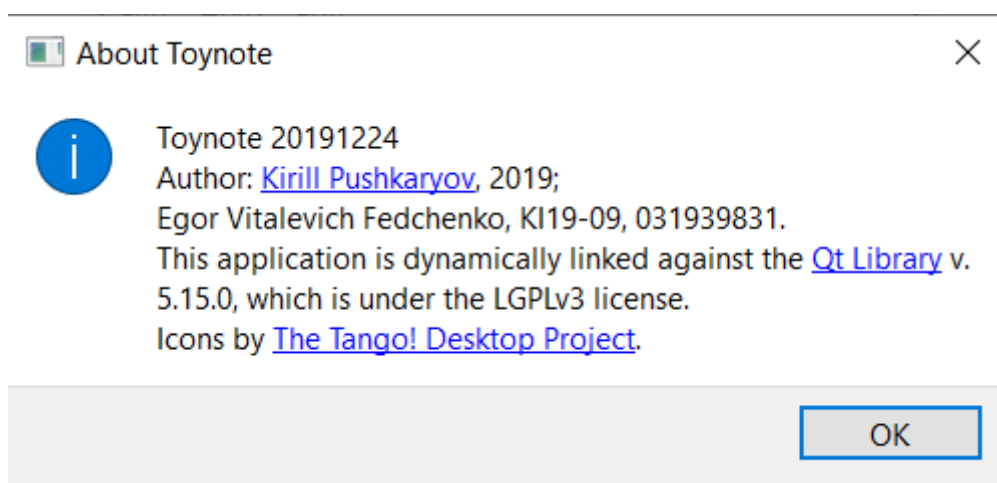 About Toynote
Toynote 20191224
Author: Kirill Pushkaryov, 2019;
Egor Vitalevich Fedchenko, KI19-09, 031939831.
This application is dynamically linked against the Qt Library v.
5.15.0, which is under the LGPLv3 license.
Icons by The Tango! Desktop Project.
OK